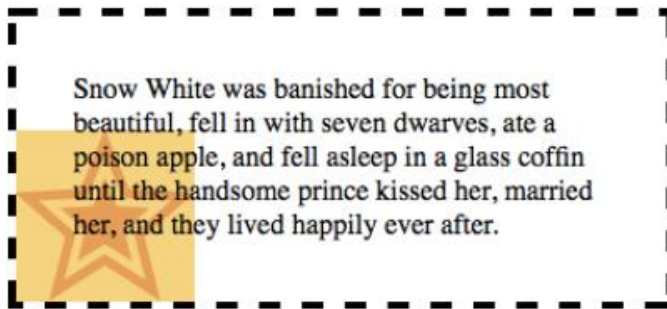 Snow White was banished for being most
beautiful, fell in with seven dwarves, ate a
poison apple, and fell asleep in a glass coffin
until the handsome prince kissed her, married
her, and they lived happily ever after.